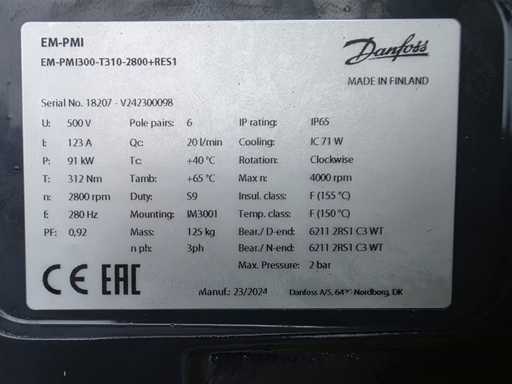 EM-PMI
Danfoss
EM-PMI300-T310-2800+RES1
MADE IN FINLAND
Serial No. 18207 - V242300098
U: 500 V Pole pairs: 6 IP rating: IP65
I: 123 A Qc: 20 l/min Cooling: IC 71 W
P: 91 kW Tc: +40 °C Rotation: Clockwise
T: 312 Nm Tamb: +65 °C Max n: 4000 rpm
n: 2800 rpm Duty: S9 Insul. class: F (155 °C)
f: 280 Hz Mounting: IM3001 Temp. class: F (150 °C)
PF: 0,92 Mass: 125 kg Bear./ D-end: 6211 2RS1 C3 WT
n ph: 3ph Bear./ N-end: 6211 2RS1 C3 WT
Max. Pressure: 2 bar
CE EAC
Manuf.: 23/2024 Danfoss A/S, Nordborg, DK